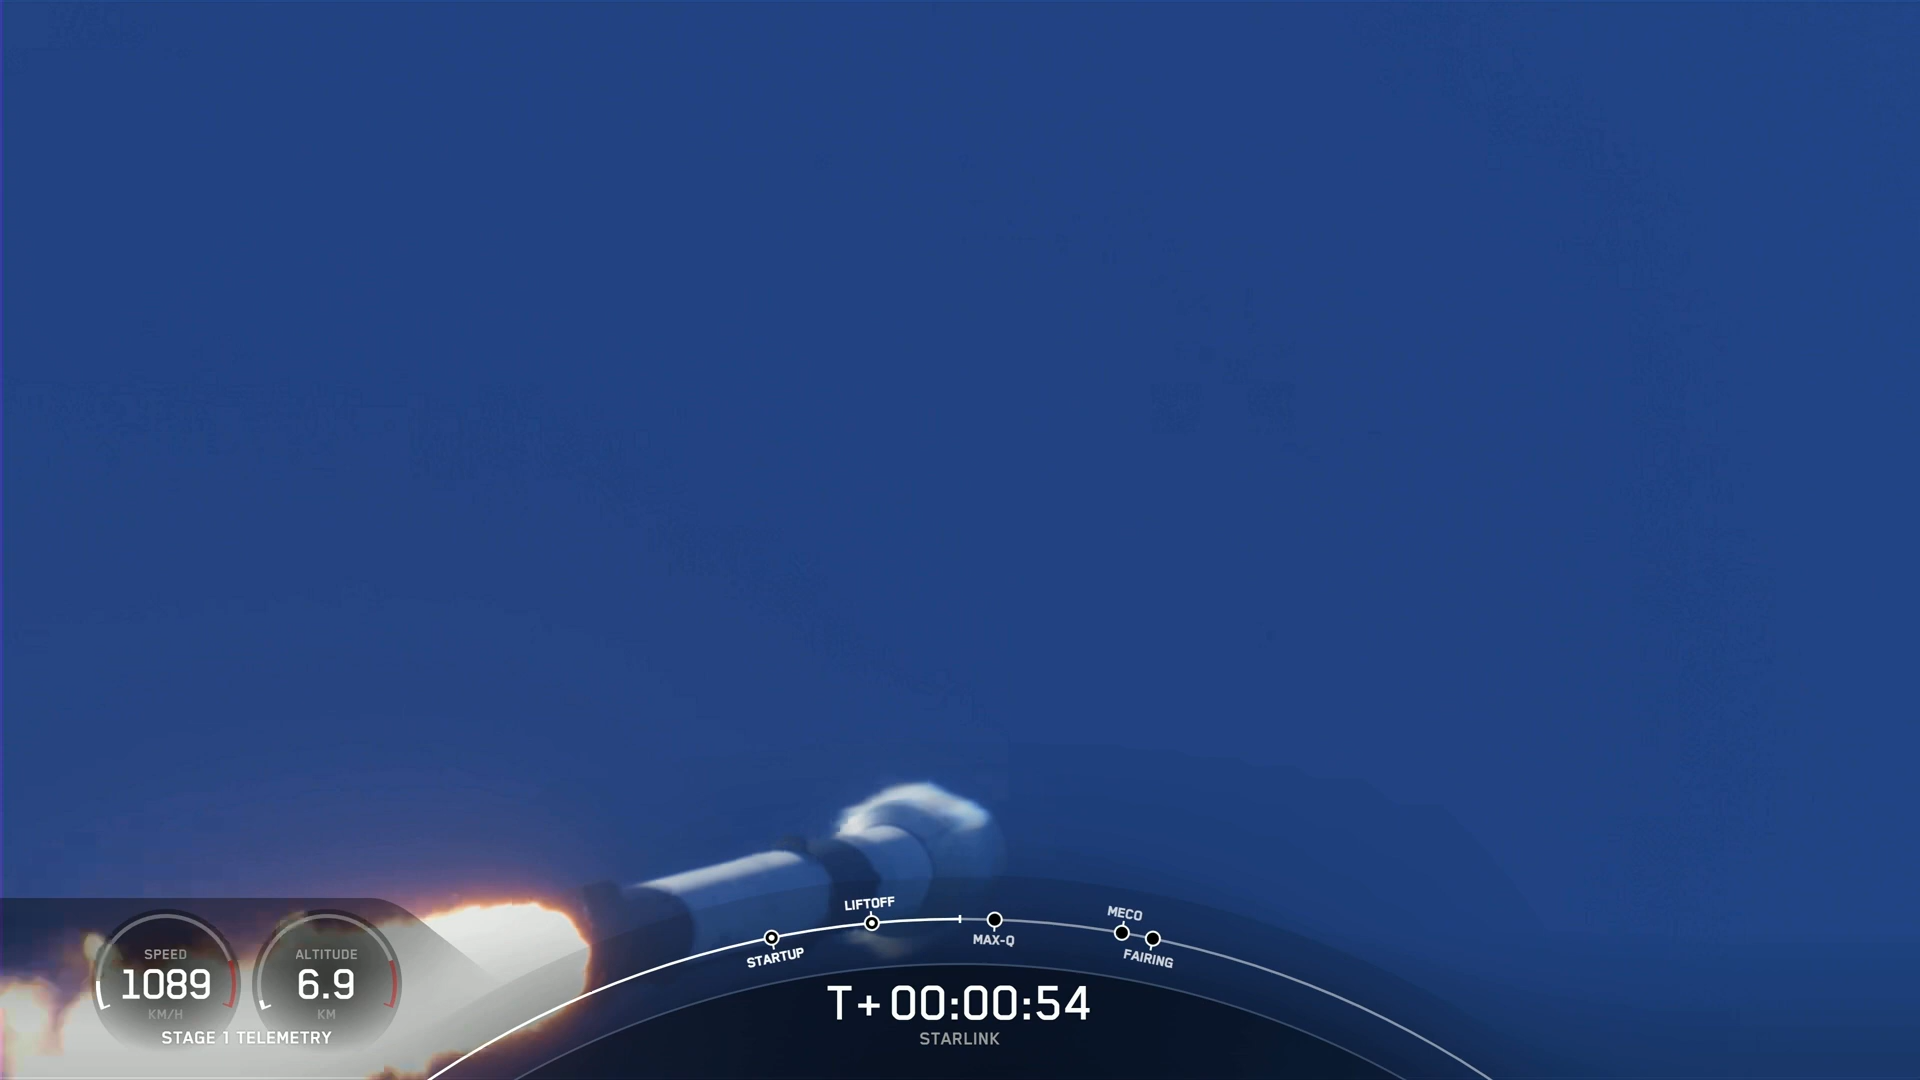 LIFTOFF
MECO
STARTUP
MAX-Q
FAIRING
SPEED
1089
KM/H
ALTITUDE
6.9
KM
STAGE 1 TELEMETRY
T+00:00:54
STARLINK